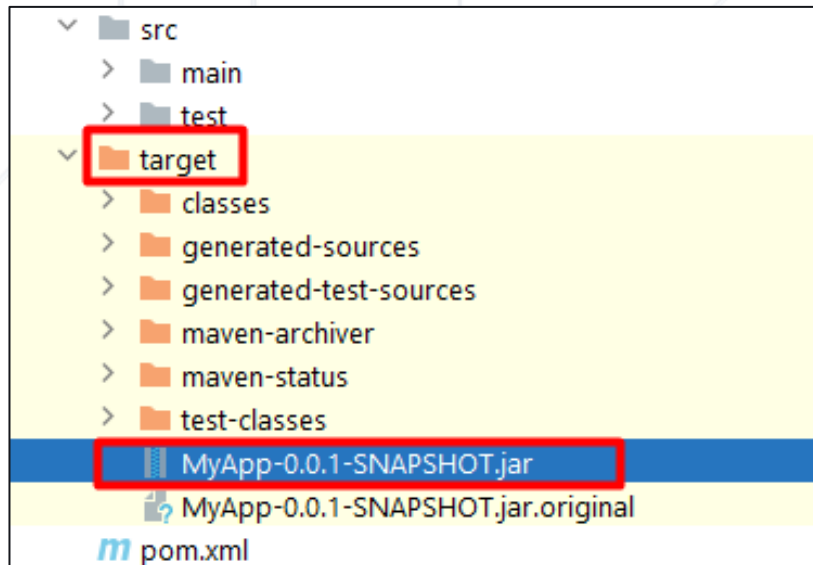 src
main
test
target
classes
generated-sources
generated-test-sources
maven-archiver
maven-status
test-classes
MyApp-0.0.1-SNAPSHOT.jar
MyApp-0.0.1-SNAPSHOT.jar.original
pom.xml